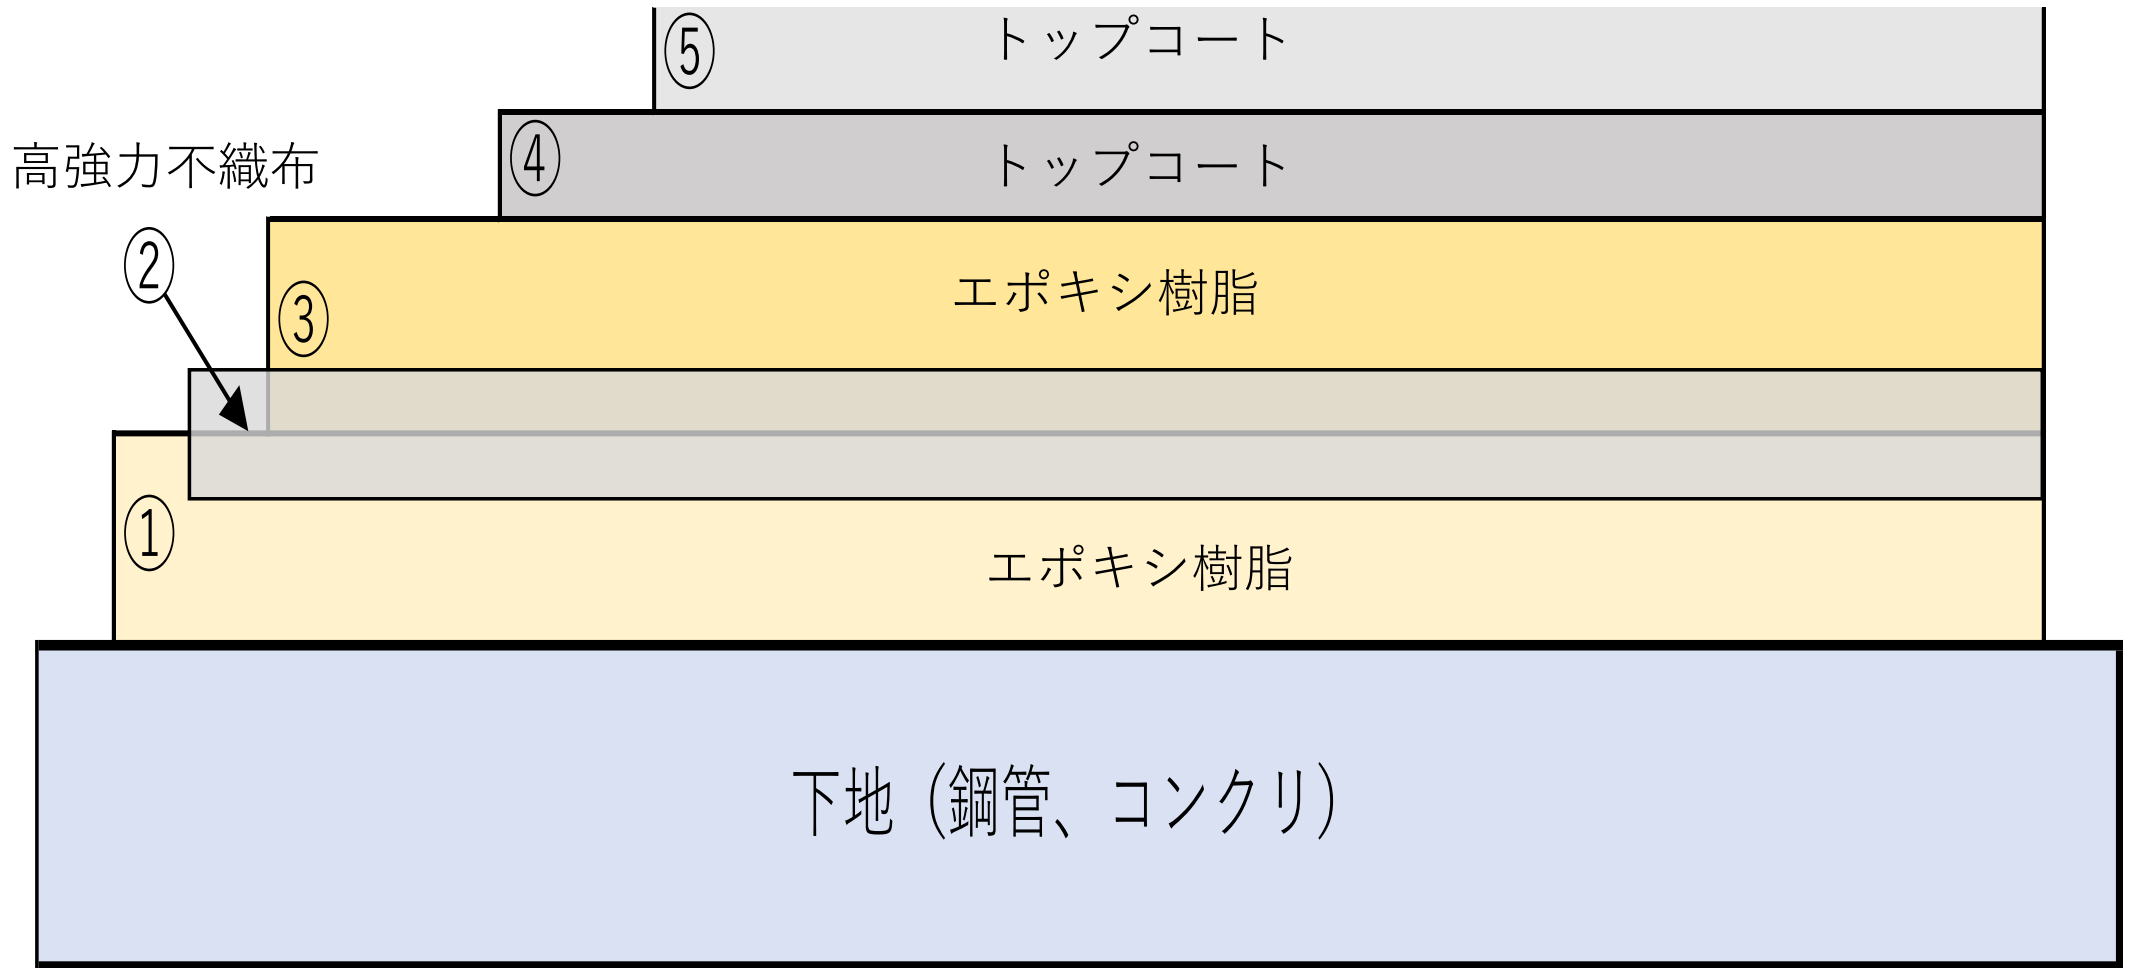 ⑤ トップコート
④ トップコート
高強力不織布
②
③ エポキシ樹脂
① エポキシ樹脂
下地（鋼管、コンクリ）